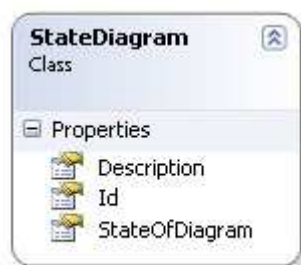 StateDiagram
Class
Properties
Description
Id
StateOfDiagram